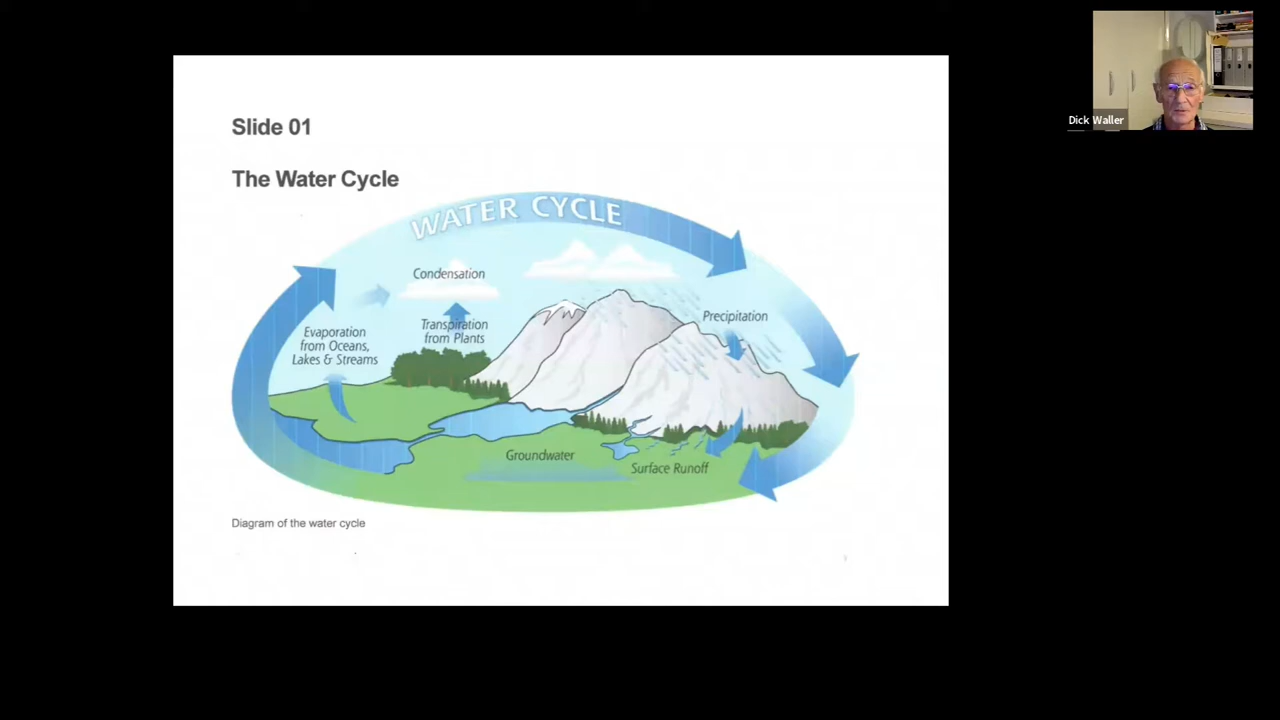 Slide 01
The Water Cycle
WATER CYCLE
Condensation
Precipitation
Transpiration
from Plants
Evaporation
from Oceans,
Lakes & Streams
Groundwater
Surface Runoff
Diagram of the water cycle
Dick Waller